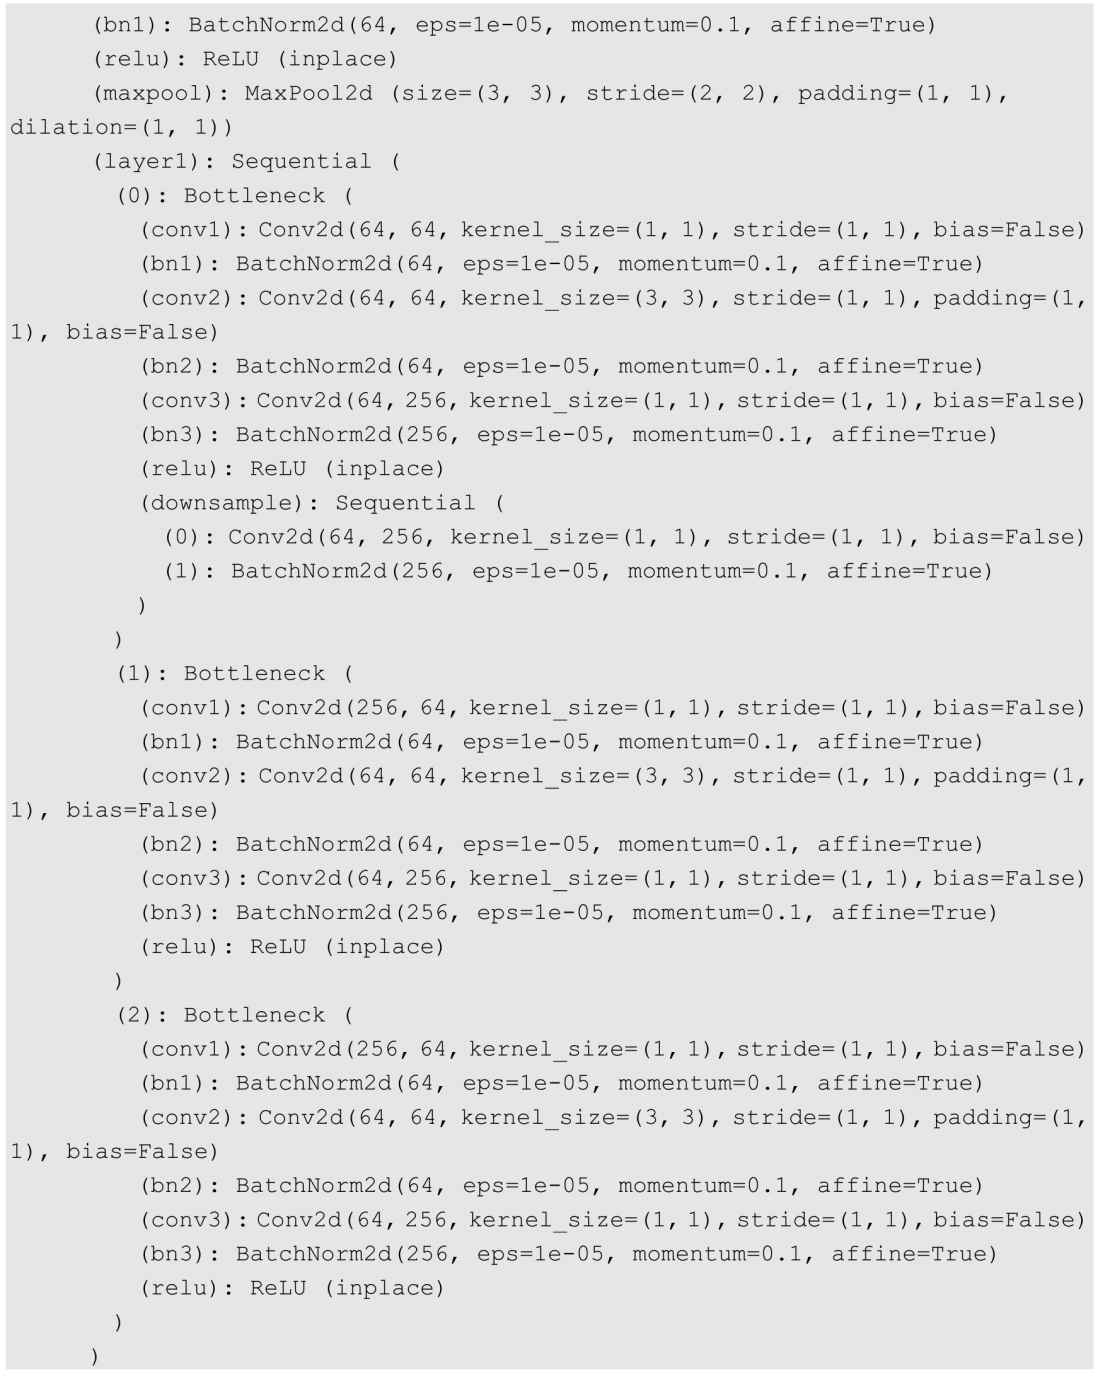 (bn1): BatchNorm2d(64, eps=1e-05, momentum=0.1, affine=True)
(relu): ReLU (inplace)
(maxpool): MaxPool2d (size=(3, 3), stride=(2, 2), padding=(1, 1),
dilation=(1, 1))
(layer1): Sequential (
(0): Bottleneck (
(conv1): Conv2d(64, 64, kernel_size=(1, 1), stride=(1, 1), bias=False)
(bn1): BatchNorm2d(64, eps=1e-05, momentum=0.1, affine=True)
(conv2): Conv2d(64, 64, kernel_size=(3, 3), stride=(1, 1), padding=(1,
1), bias=False)
(bn2): BatchNorm2d(64, eps=1e-05, momentum=0.1, affine=True)
(conv3): Conv2d(64, 256, kernel_size=(1, 1), stride=(1, 1), bias=False)
(bn3): BatchNorm2d(256, eps=1e-05, momentum=0.1, affine=True)
(relu): ReLU (inplace)
(downsample): Sequential (
(0): Conv2d(64, 256, kernel_size=(1, 1), stride=(1, 1), bias=False)
(1): BatchNorm2d(256, eps=1e-05, momentum=0.1, affine=True)
)
)
(1): Bottleneck (
(conv1): Conv2d(256, 64, kernel_size=(1, 1), stride=(1, 1), bias=False)
(bn1): BatchNorm2d(64, eps=1e-05, momentum=0.1, affine=True)
(conv2): Conv2d(64, 64, kernel_size=(3, 3), stride=(1, 1), padding=(1,
1), bias=False)
(bn2): BatchNorm2d(64, eps=1e-05, momentum=0.1, affine=True)
(conv3): Conv2d(64, 256, kernel_size=(1, 1), stride=(1, 1), bias=False)
(bn3): BatchNorm2d(256, eps=1e-05, momentum=0.1, affine=True)
(relu): ReLU (inplace)
)
(2): Bottleneck (
(conv1): Conv2d(256, 64, kernel_size=(1, 1), stride=(1, 1), bias=False)
(bn1): BatchNorm2d(64, eps=1e-05, momentum=0.1, affine=True)
(conv2): Conv2d(64, 64, kernel_size=(3, 3), stride=(1, 1), padding=(1,
1), bias=False)
(bn2): BatchNorm2d(64, eps=1e-05, momentum=0.1, affine=True)
(conv3): Conv2d(64, 256, kernel_size=(1, 1), stride=(1, 1), bias=False)
(bn3): BatchNorm2d(256, eps=1e-05, momentum=0.1, affine=True)
(relu): ReLU (inplace)
)
)